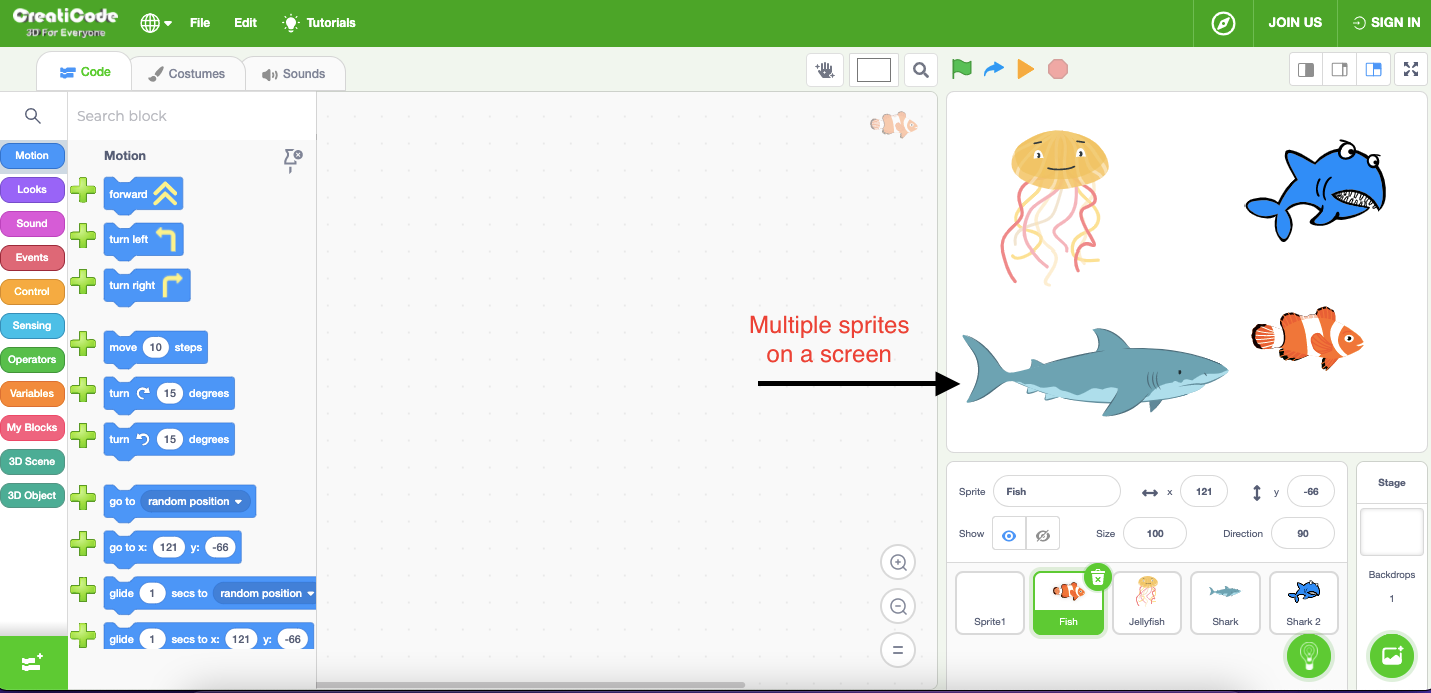 CreatiCode
3D For Everyone
File
Edit
Tutorials
JOIN US
SIGN IN
Code
Costumes
Sounds
Search block
Motion
Looks
Sound
Events
Control
Sensing
Operators
Variables
My Blocks
3D Scene
3D Object
Motion
forward
turn left
turn right
move 10 steps
turn 15 degrees
turn 15 degrees
go to random position
go to x: 121 y: -66
glide 1 secs to random position
glide 1 secs to x: 121 y: -66
Multiple sprites
on a screen
Sprite Fish x 121 y -66
Show Size 100 Direction 90
Sprite1
Fish
Jellyfish
Shark
Shark 2
Stage
Backdrops
1